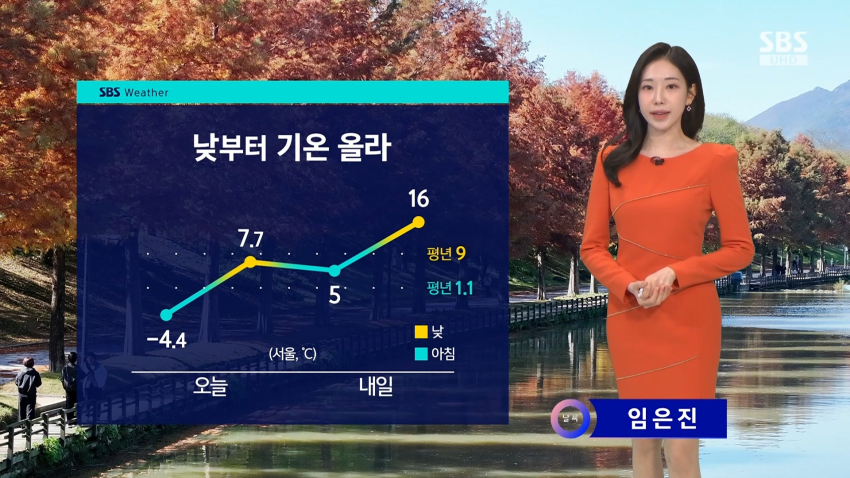 SBS
UHD
SBS Weather
낮부터 기온 올라
16
7.7
평년 9
5
평년 1.1
-4.4
낮
(서울, °C)
아침
오늘
내일
날씨
임은진